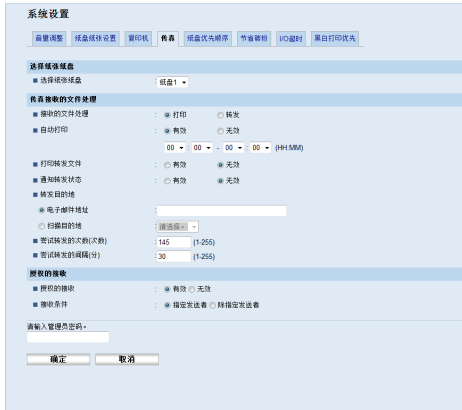 系统设置
音量调整 纸盘纸张设置 复印机 传真 纸盘优先顺序 节省碳粉 I/O超时 黑白打印优先
选择纸张纸盘
■ 选择纸张纸盘 : 纸盘1
传真接收的文件处理
■ 接收的文件处理 : 打印 转发
■ 自动打印 : 有效 无效
00 : 00 - 00 : 00 (HH:MM)
■ 打印转发文件 : 有效 无效
■ 通知转发状态 : 有效 无效
■ 转发目的地
电子邮件地址 :
扫描目的地 : 请选择。
■ 尝试转发的次数(次数) : 145 (1-255)
■ 尝试转发的间隔(分) : 30 (1-255)
授权的接收
■ 授权的接收 : 有效 无效
■ 接收条件 : 指定发送者 除指定发送者
请输入管理员密码。
确定 取消